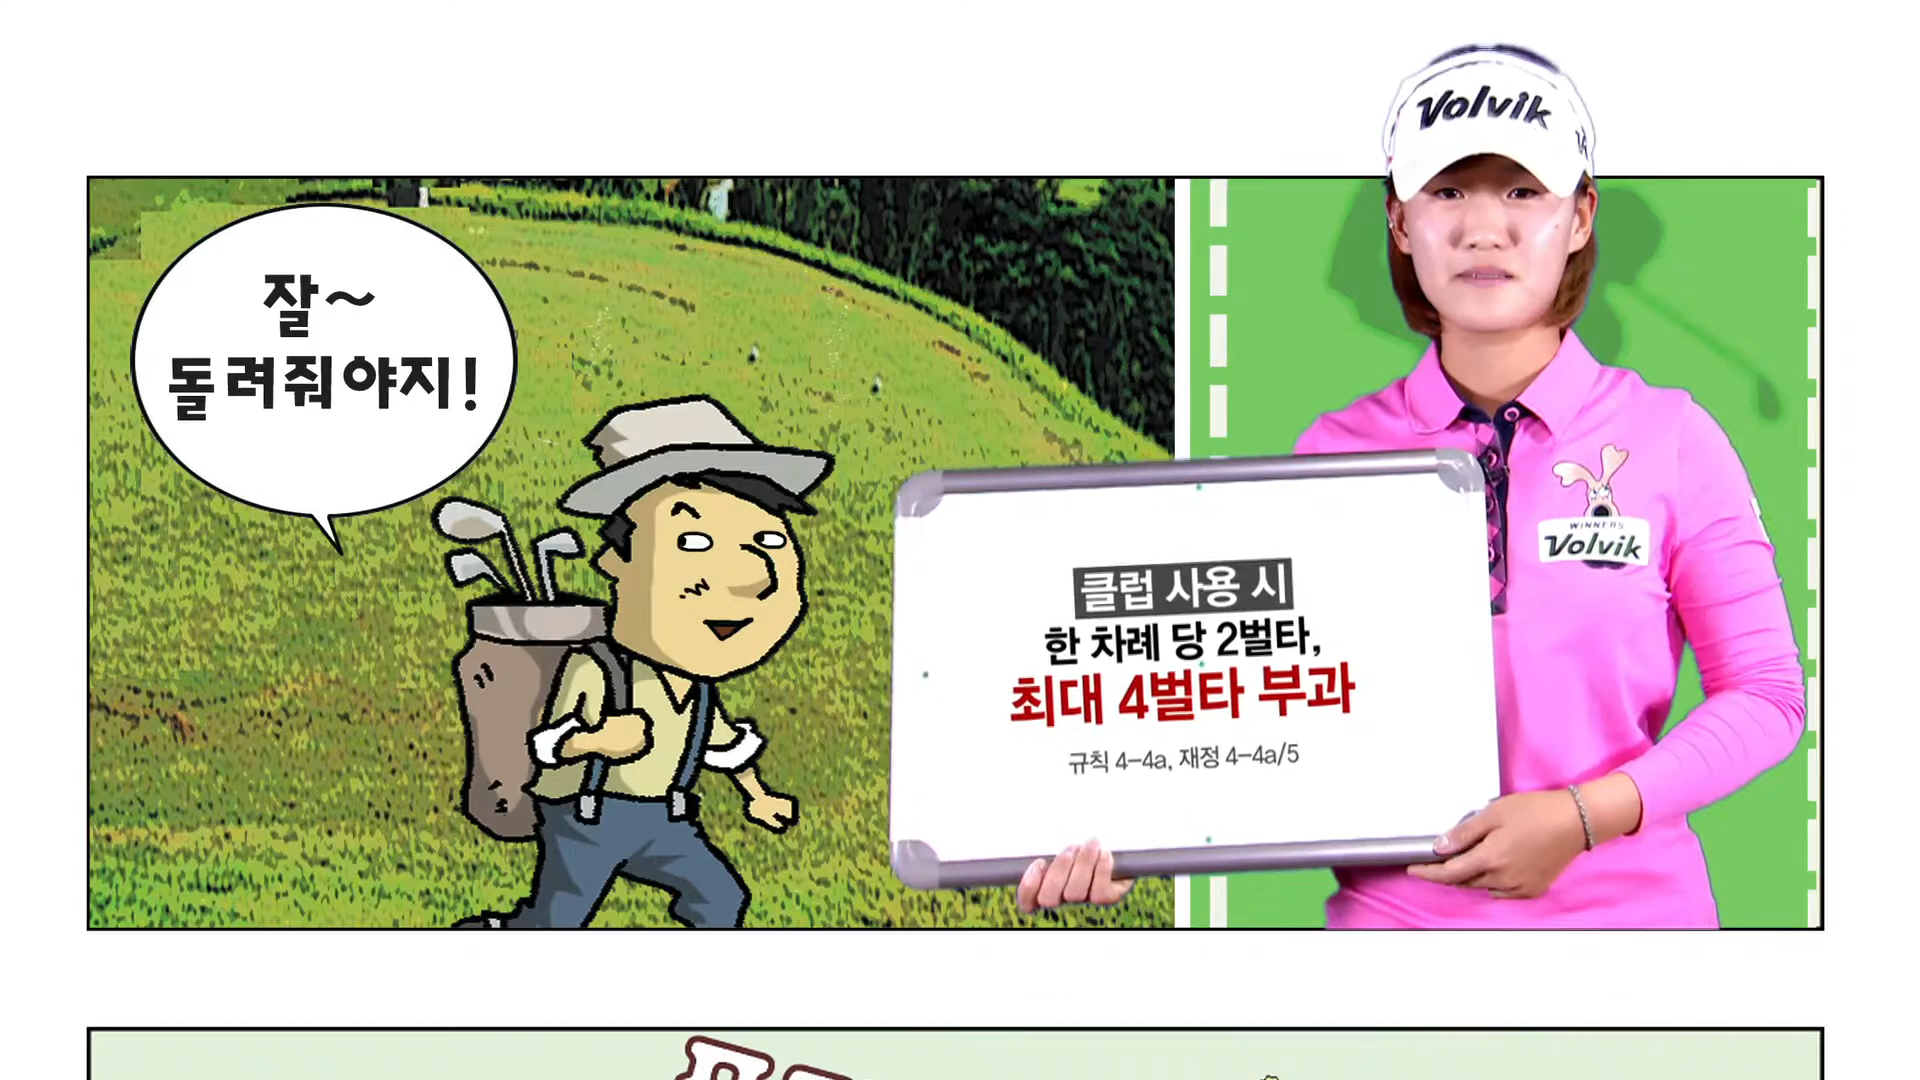 잘~
돌려줘야지!
Volvik
WINNERS
Volvik
클럽 사용 시
한 차례 당 2벌타,
최대 4벌타 부과
규칙 4-4a, 재정 4-4a/5